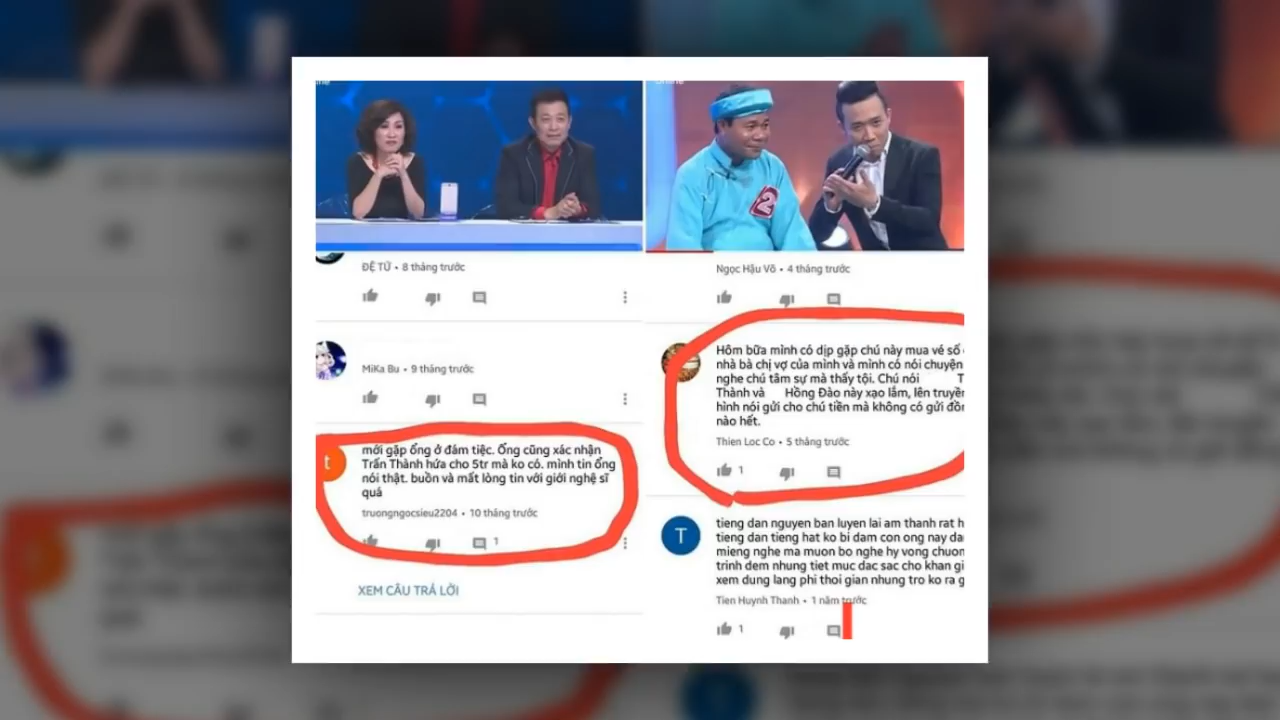 ĐỆ TỬ • 8 tháng trước
MiKa Bu • 9 tháng trước
mới gặp ổng ở đám tiệc. Ổng cũng xác nhận
Trấn Thành hứa cho 5tr mà ko có. mình tin ổng
nói thật. buồn và mất lòng tin với giới nghệ sĩ
quá
truongngocsieu2204 • 10 tháng trước
1
XEM CÂU TRẢ LỜI
2
Ngọc Hậu Võ • 4 tháng trước
Hôm bữa mình có dịp gặp chú này mua vé số
nhà bà chị vợ của mình và mình có nói chuyện
nghe chú tâm sự mà thấy tội. Chú nói T
Thành và Hồng Đào này xạo lắm, lên truyền
hình nói gửi cho chú tiền mà không có gửi đồn
nào hết.
Thien Loc Co • 5 tháng trước
1
T
tieng dan nguyen ban luyen lai am thanh rat h
tieng dan tieng hat ko bi dam con ong nay da
mieng nghe ma muon bo nghe hy vong chuon
trinh dem nhung tiet muc dac sac cho khan gi
xem dung lang phi thoi gian nhung tro ko ra g
Tien Huynh Thanh • 1 năm trước
1